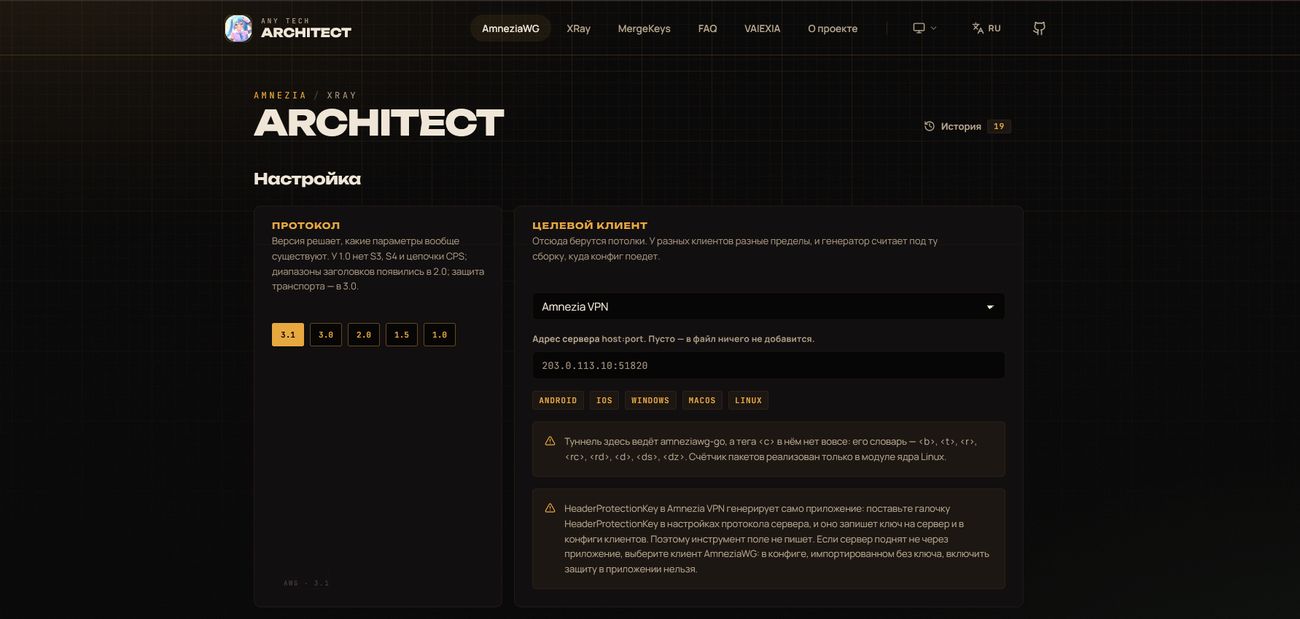 ANY TECH
ARCHITECT
AmneziaWG
XRay
MergeKeys
FAQ
VAIEXIA
О проекте
RU
AMNEZIA / XRAY
ARCHITECT
История 19
Настройка
ПРОТОКОЛ
Версия решает, какие параметры вообще
существуют. У 1.0 нет S3, S4 и цепочки CPS;
диапазоны заголовков появились в 2.0; защита
транспорта — в 3.0.
3.1 3.0 2.0 1.5 1.0
AWG · 3.1
ЦЕЛЕВОЙ КЛИЕНТ
Отсюда берутся потолки. У разных клиентов разные пределы, и генератор считает под ту
сборку, куда конфиг поедет.
Amnezia VPN
Адрес сервера host:port. Пусто — в файл ничего не добавится.
203.0.113.10:51820
ANDROID IOS WINDOWS MACOS LINUX
Туннель здесь ведёт amneziawg-go, а тега <c> в нём нет вовсе: его словарь — <b>, <t>, <r>,
<rc>, <rd>, <d>, <ds>, <dz>. Счётчик пакетов реализован только в модуле ядра Linux.
HeaderProtectionKey в Amnezia VPN генерирует само приложение: поставьте галочку
HeaderProtectionKey в настройках протокола сервера, и оно запишет ключ на сервер и в
конфиги клиентов. Поэтому инструмент поле не пишет. Если сервер поднят не через
приложение, выберите клиент AmneziaWG: в конфиге, импортированном без ключа, включить
защиту в приложении нельзя.